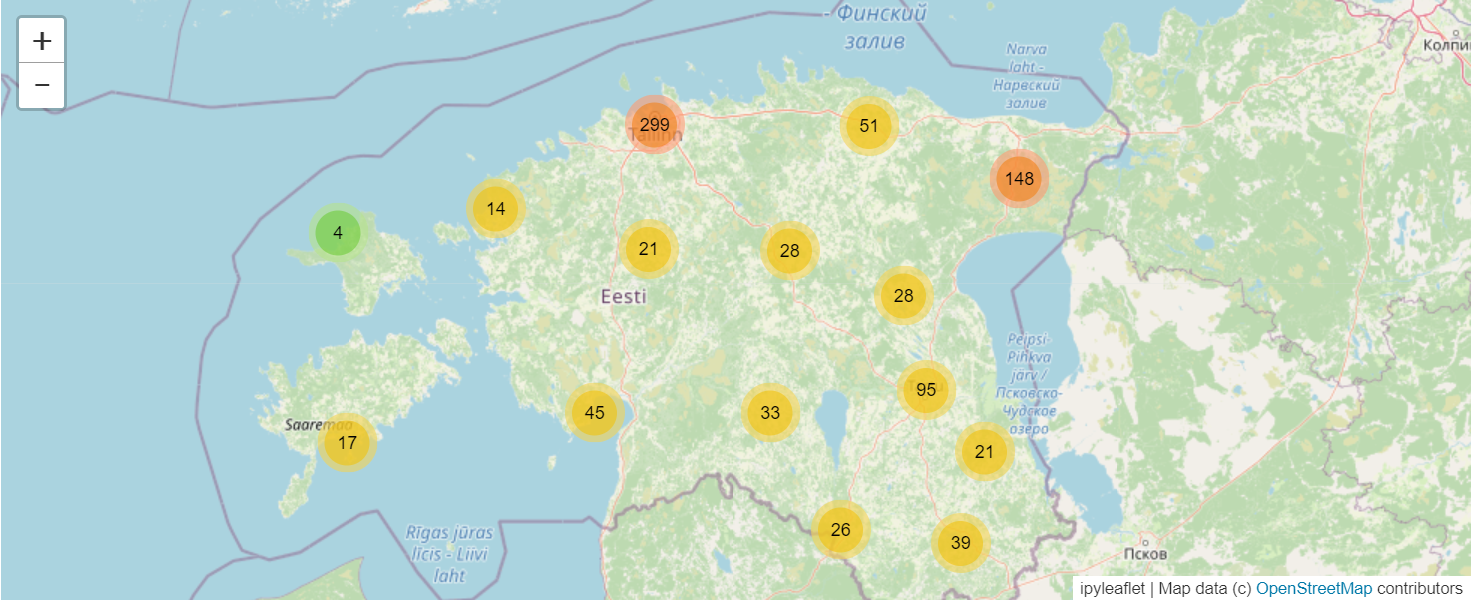 +
−
- Финский
залив
Narva
laht -
Нарвский
залив
Колпи
299
Tallinn
51
148
14
4
21
28
28
Eesti
Peipsi-
Pihkva
järv /
Псковско-
Чудское
озеро
95
45
33
Saaremaa
17
21
26
39
Rīgas jūras
līcis - Liivi
laht
Псков
ipyleaflet | Map data (c) OpenStreetMap contributors